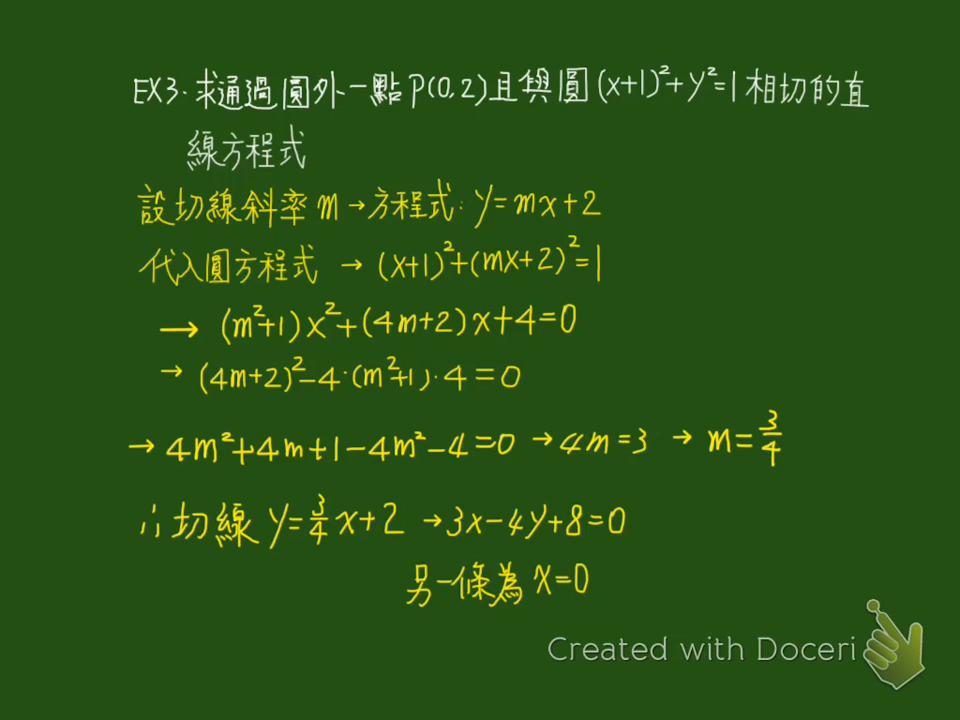 EX3. 求通過圓外一點P(0,2)且與圓(x+1)²+y²=1相切的直
線方程式
設切線斜率m→方程式: y=mx+2
代入圓方程式 → (x+1)²+(mx+2)²=1
→ (m²+1)x²+(4m+2)x+4=0
→ (4m+2)²-4·(m²+1)·4=0
→ 4m²+4m+1-4m²-4=0 → 4m=3 → m=3/4
∴切線 y=3/4x+2 → 3x-4y+8=0
另一條為 x=0
Created with Doceri